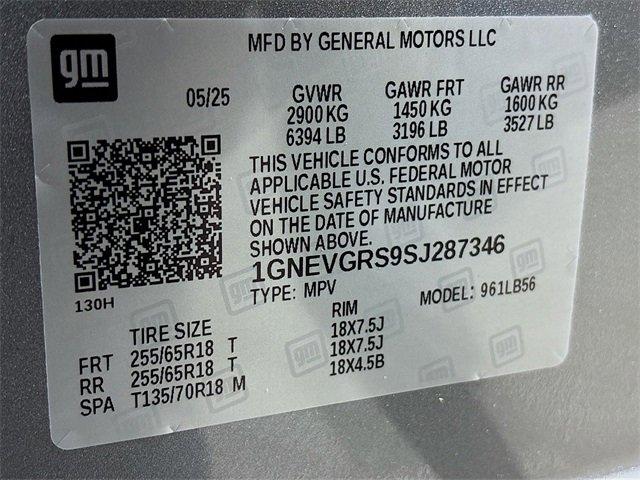 gm
MFD BY GENERAL MOTORS LLC
05/25 GVWR GAWR FRT GAWR RR
2900 KG 1450 KG 1600 KG
6394 LB 3196 LB 3527 LB
THIS VEHICLE CONFORMS TO ALL
APPLICABLE U.S. FEDERAL MOTOR
VEHICLE SAFETY STANDARDS IN EFFECT
ON THE DATE OF MANUFACTURE
SHOWN ABOVE.
1GNEVGRS9SJ287346
130H
TYPE: MPV MODEL: 961LB56
TIRE SIZE RIM
FRT 255/65R18 T 18X7.5J
RR 255/65R18 T 18X7.5J
SPA T135/70R18 M 18X4.5B